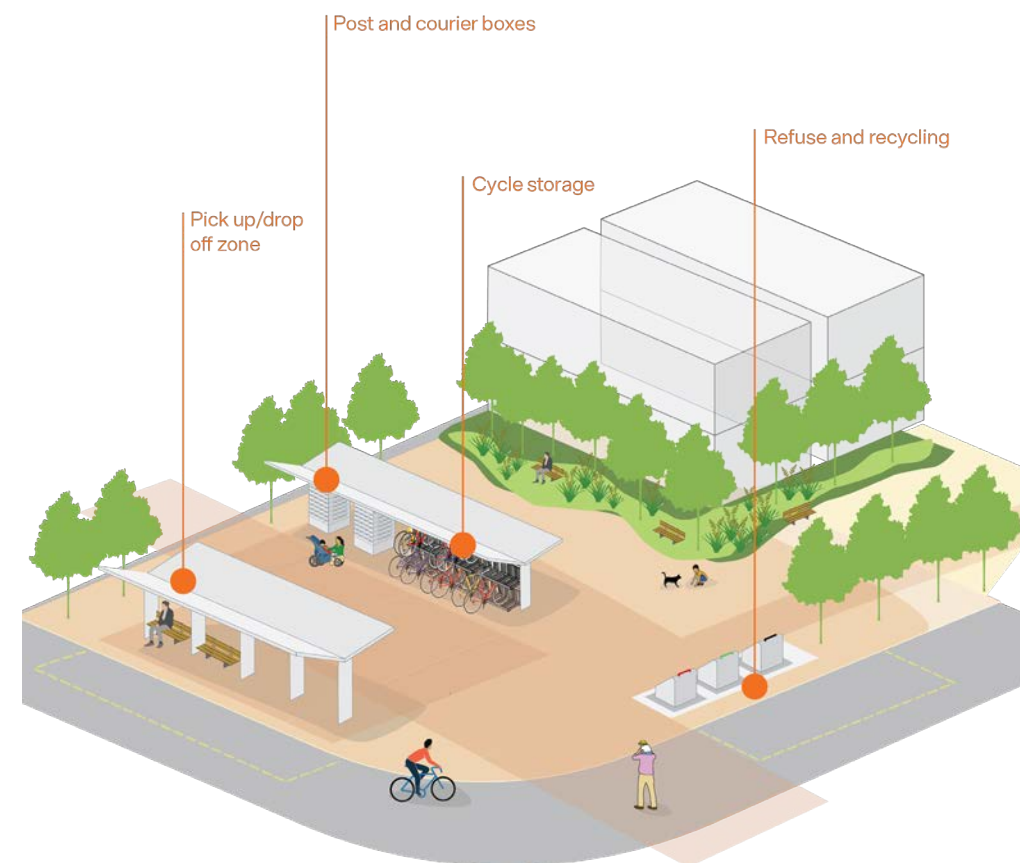 Post and courier boxes
Refuse and recycling
Cycle storage
Pick up/drop
off zone